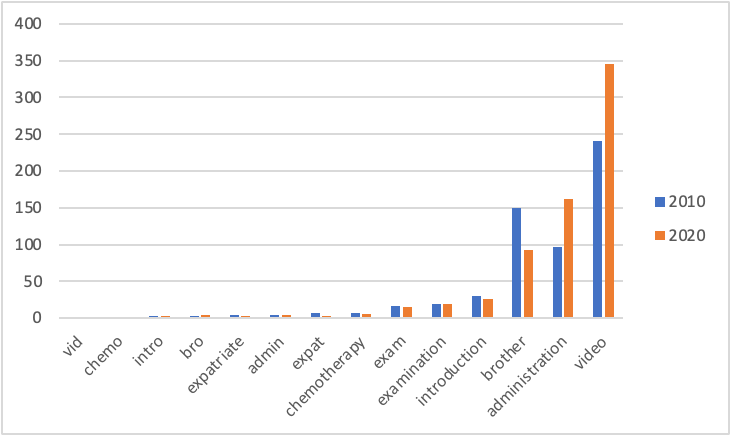 400
350
300
250
200
150
100
50
0
2010
2020
vid
chemo
intro
bro
expatriate
admin
expat
chemotherapy
exam
examination
introduction
brother
administration
video